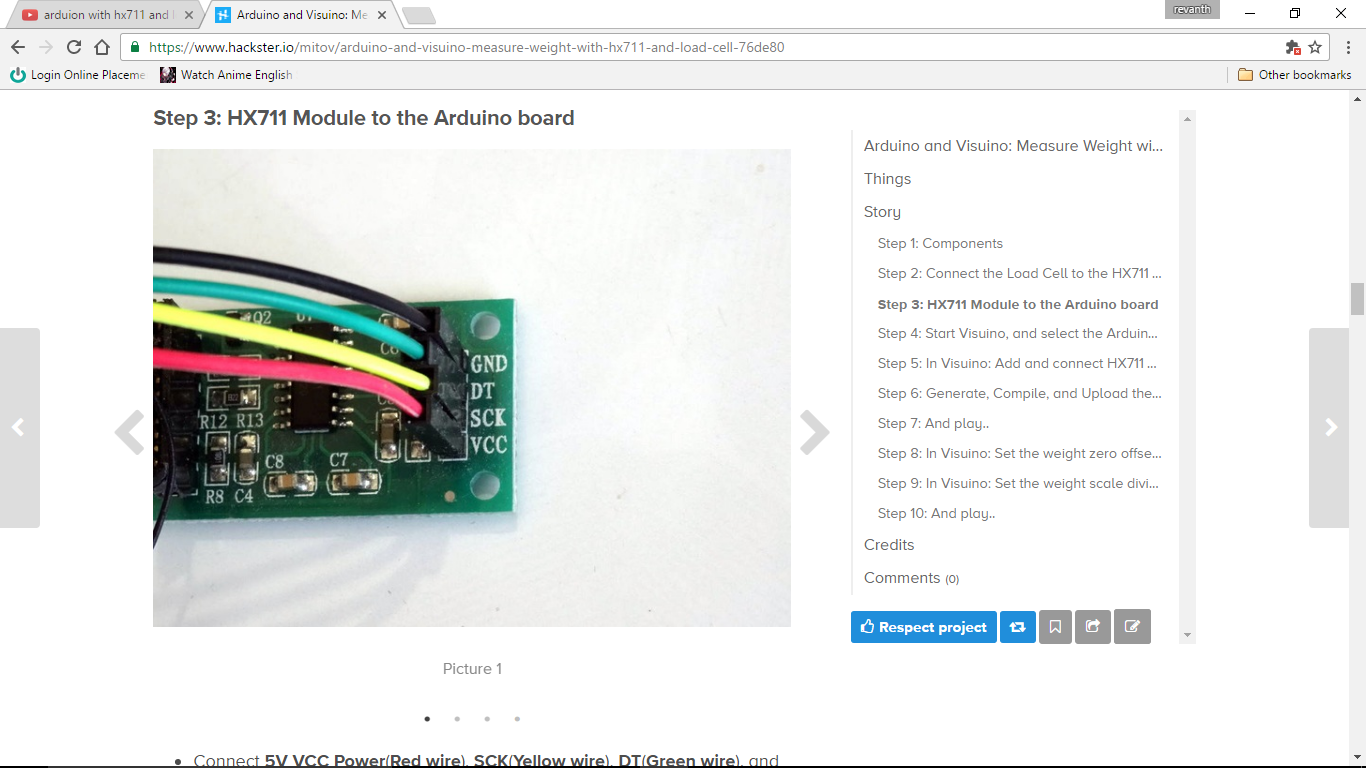 arduion with hx711 and
Arduino and Visuino: Me
revanth
https://www.hackster.io/mitov/arduino-and-visuino-measure-weight-with-hx711-and-load-cell-76de80
Login Online Placeme
Watch Anime English
Other bookmarks
Step 3: HX711 Module to the Arduino board
Q2
C6
GND
DT
SCK
VCC
R12 R13
C8 C7
R8 C4
Picture 1
Connect 5V VCC Power(Red wire), SCK(Yellow wire), DT(Green wire), and
Arduino and Visuino: Measure Weight wi...
Things
Story
Step 1: Components
Step 2: Connect the Load Cell to the HX711 ...
Step 3: HX711 Module to the Arduino board
Step 4: Start Visuino, and select the Arduin...
Step 5: In Visuino: Add and connect HX711 ...
Step 6: Generate, Compile, and Upload the...
Step 7: And play..
Step 8: In Visuino: Set the weight zero offse...
Step 9: In Visuino: Set the weight scale divi...
Step 10: And play..
Credits
Comments (0)
Respect project